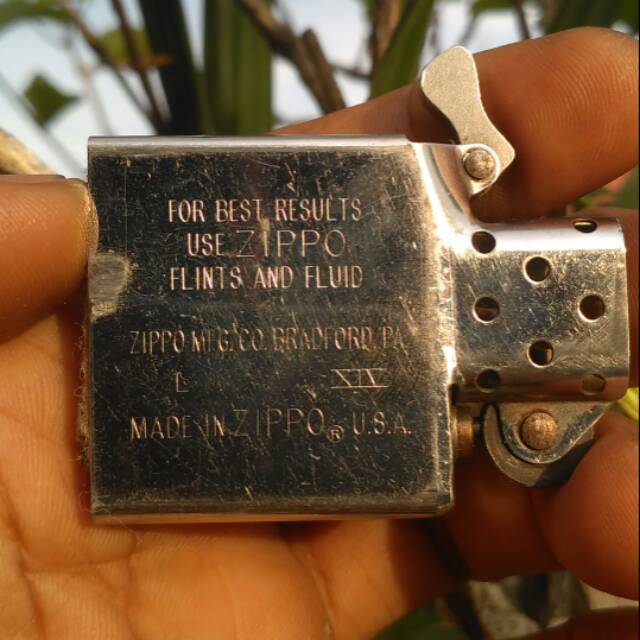 FOR BEST RESULTS
USE ZIPPO
FLINTS AND FLUID
ZIPPO MFG. CO. BRADFORD, PA.
L XIV
MADE IN ZIPPO® U.S.A.